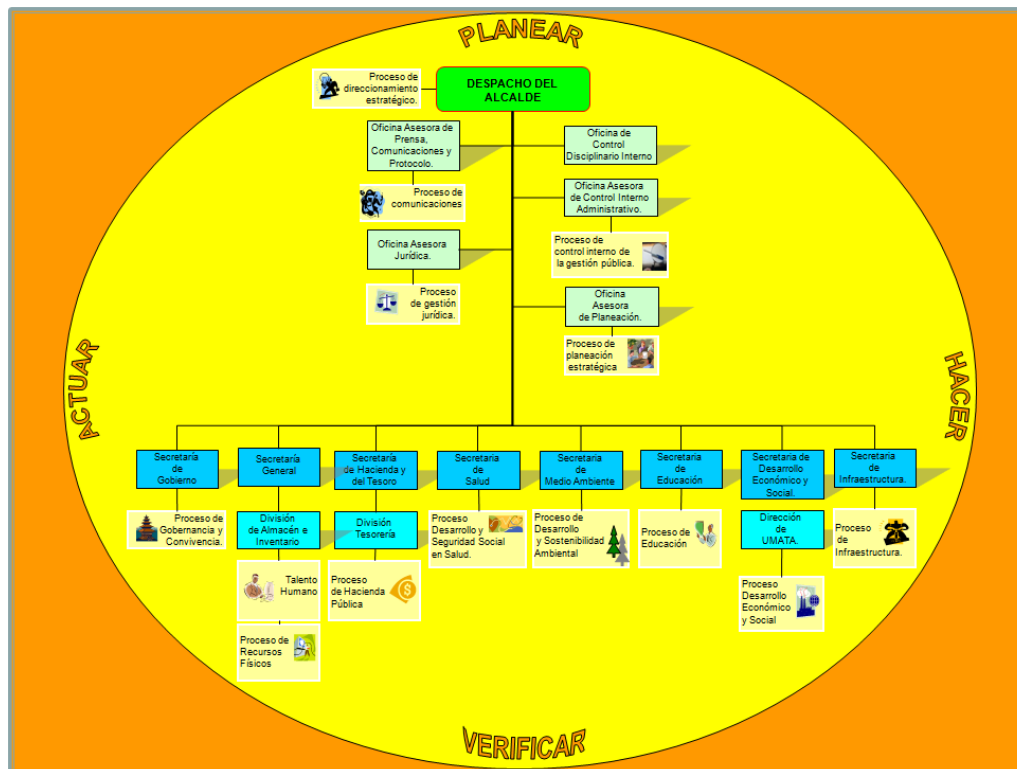 PLANEAR
Proceso de
direccionamiento
estratégico.
DESPACHO DEL
ALCALDE
Oficina Asesora de
Prensa,
Comunicaciones y
Protocolo.
Oficina de
Control
Disciplinario Interno
Proceso de
comunicaciones
Oficina Asesora
de Control Interno
Administrativo.
Oficina Asesora
Jurídica.
Proceso de
control interno de
la gestión pública.
Proceso
de gestión
jurídica.
Oficina
Asesora
de Planeación.
Proceso de
planeación
estratégica
ACTUAR
HACER
Secretaría
de
Gobierno
Secretaría
General
Secretaría
de Hacienda y
del Tesoro
Secretaria
de
Salud
Secretaria
de
Medio Ambiente
Secretaria
de
Educación
Secretaria de
Desarrollo
Económico y
Social.
Secretaria
de
Infraestructura.
Proceso de
Gobernancia y
Convivencia.
División
de Almacén e
Inventario
División
Tesorería
Proceso
Desarrollo y
Seguridad Social
en Salud.
Proceso de
Desarrollo
y Sostenibilidad
Ambiental
Proceso de
Educación
Dirección
de
UMATA.
Proceso
de
Infraestructura.
Talento
Humano
Proceso
de Hacienda
Pública
Proceso
Desarrollo
Económico
y Social
Proceso de
Recursos
Físicos
VERIFICAR